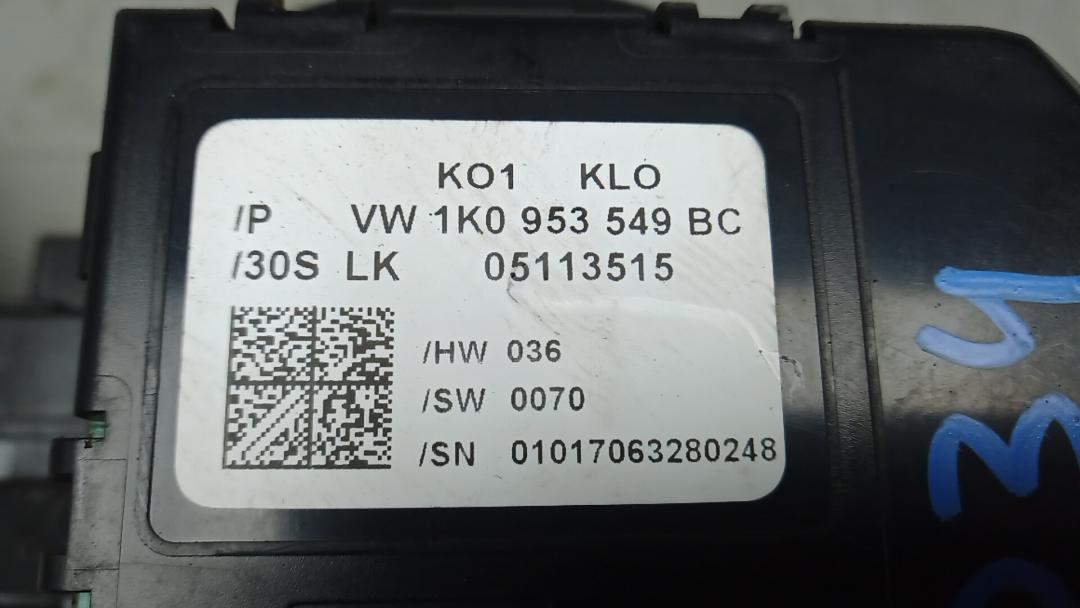 KO1 KLO
/P VW 1K0 953 549 BC
/30S LK 05113515
/HW 036
/SW 0070
/SN 01017063280248